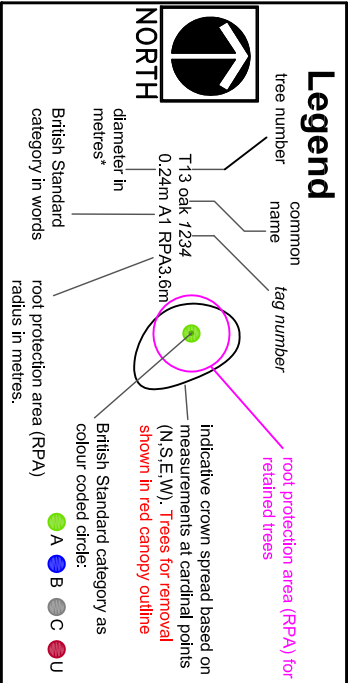 Legend
tree number
common
name
tag number
root protection area (RPA) for
retained trees
T13 oak 1234
0.24m A1 RPA3.6m
diameter in
metres*
British Standard
category in words
root protection area (RPA)
radius in metres.
indicative crown spread based on
measurements at cardinal points
(N,S,E,W). Trees for removal
shown in red canopy outline
British Standard category as
colour coded circle:
A B C U
NORTH